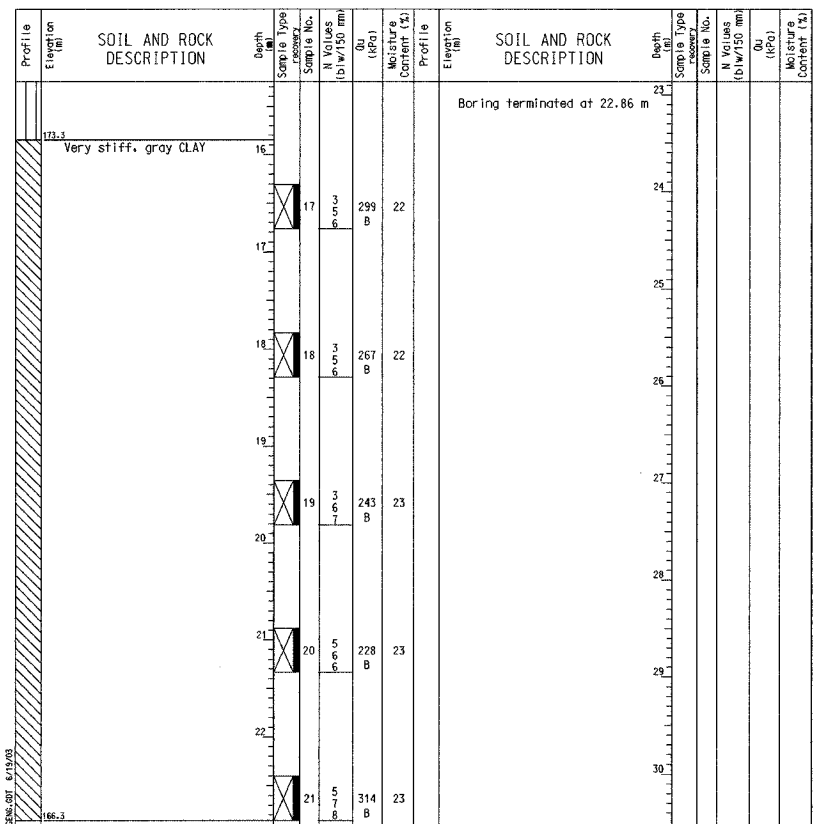 Profile
Elevation (m)
SOIL AND ROCK
DESCRIPTION
Depth (m)
Sample Type
recovery
Sample No.
N Values
(blw/150 mm)
Qu
(kPa)
Moisture
Content (%)
Profile
Elevation (m)
SOIL AND ROCK
DESCRIPTION
Depth (m)
Sample Type
recovery
Sample No.
N Values
(blw/150 mm)
Qu
(kPa)
Moisture
Content (%)
173.3
Very stiff, gray CLAY
16
17 3 5 6 299 B 22
17
18
18 3 5 6 267 B 22
19
19 3 6 7 243 B 23
20
21
20 5 6 6 228 B 23
22
21 5 7 8 314 B 23
166.3
23
Boring terminated at 22.86 m
24
25
26
27
28
29
30
6/19/03